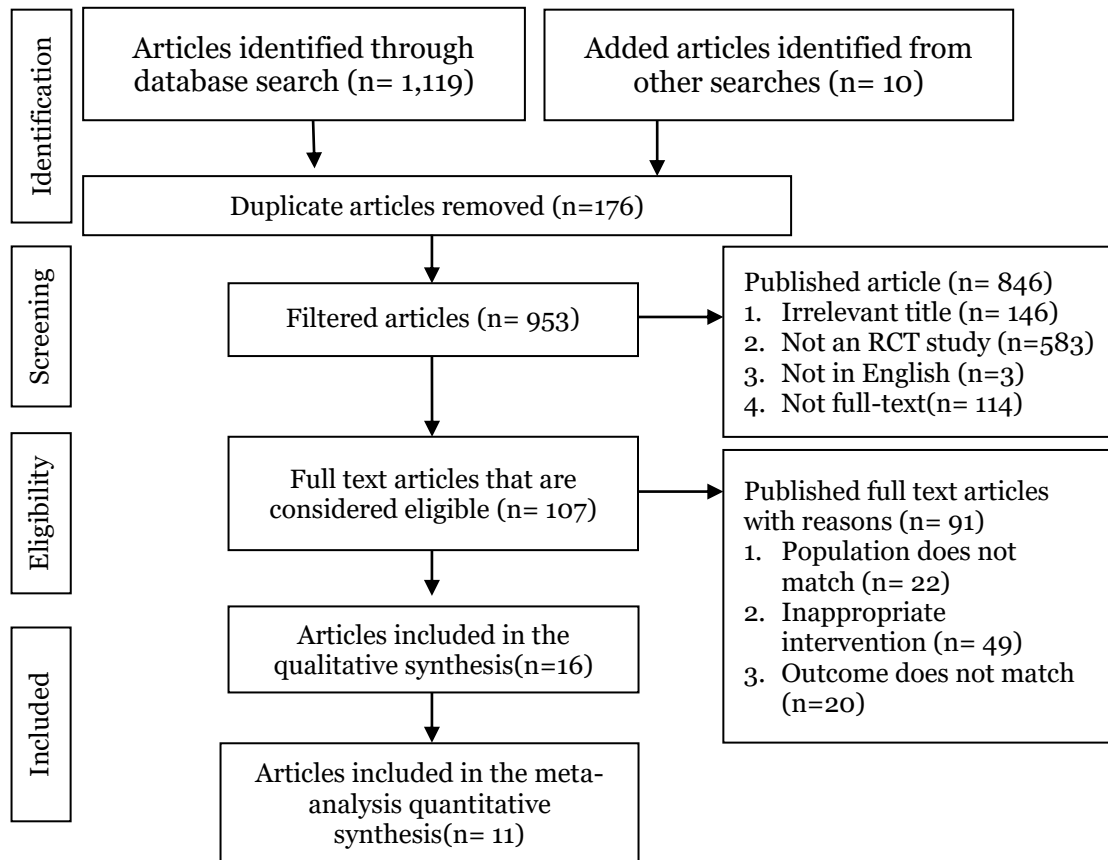 Identification
Articles identified through
database search (n= 1,119)
Added articles identified from
other searches (n= 10)
Duplicate articles removed (n=176)
Screening
Filtered articles (n= 953)
Published article (n= 846)
1. Irrelevant title (n= 146)
2. Not an RCT study (n=583)
3. Not in English (n=3)
4. Not full-text(n= 114)
Eligibility
Full text articles that are
considered eligible (n= 107)
Published full text articles
with reasons (n= 91)
1. Population does not
match (n= 22)
2. Inappropriate
intervention (n= 49)
3. Outcome does not match
(n=20)
Included
Articles included in the
qualitative synthesis(n=16)
Articles included in the meta-
analysis quantitative
synthesis(n= 11)